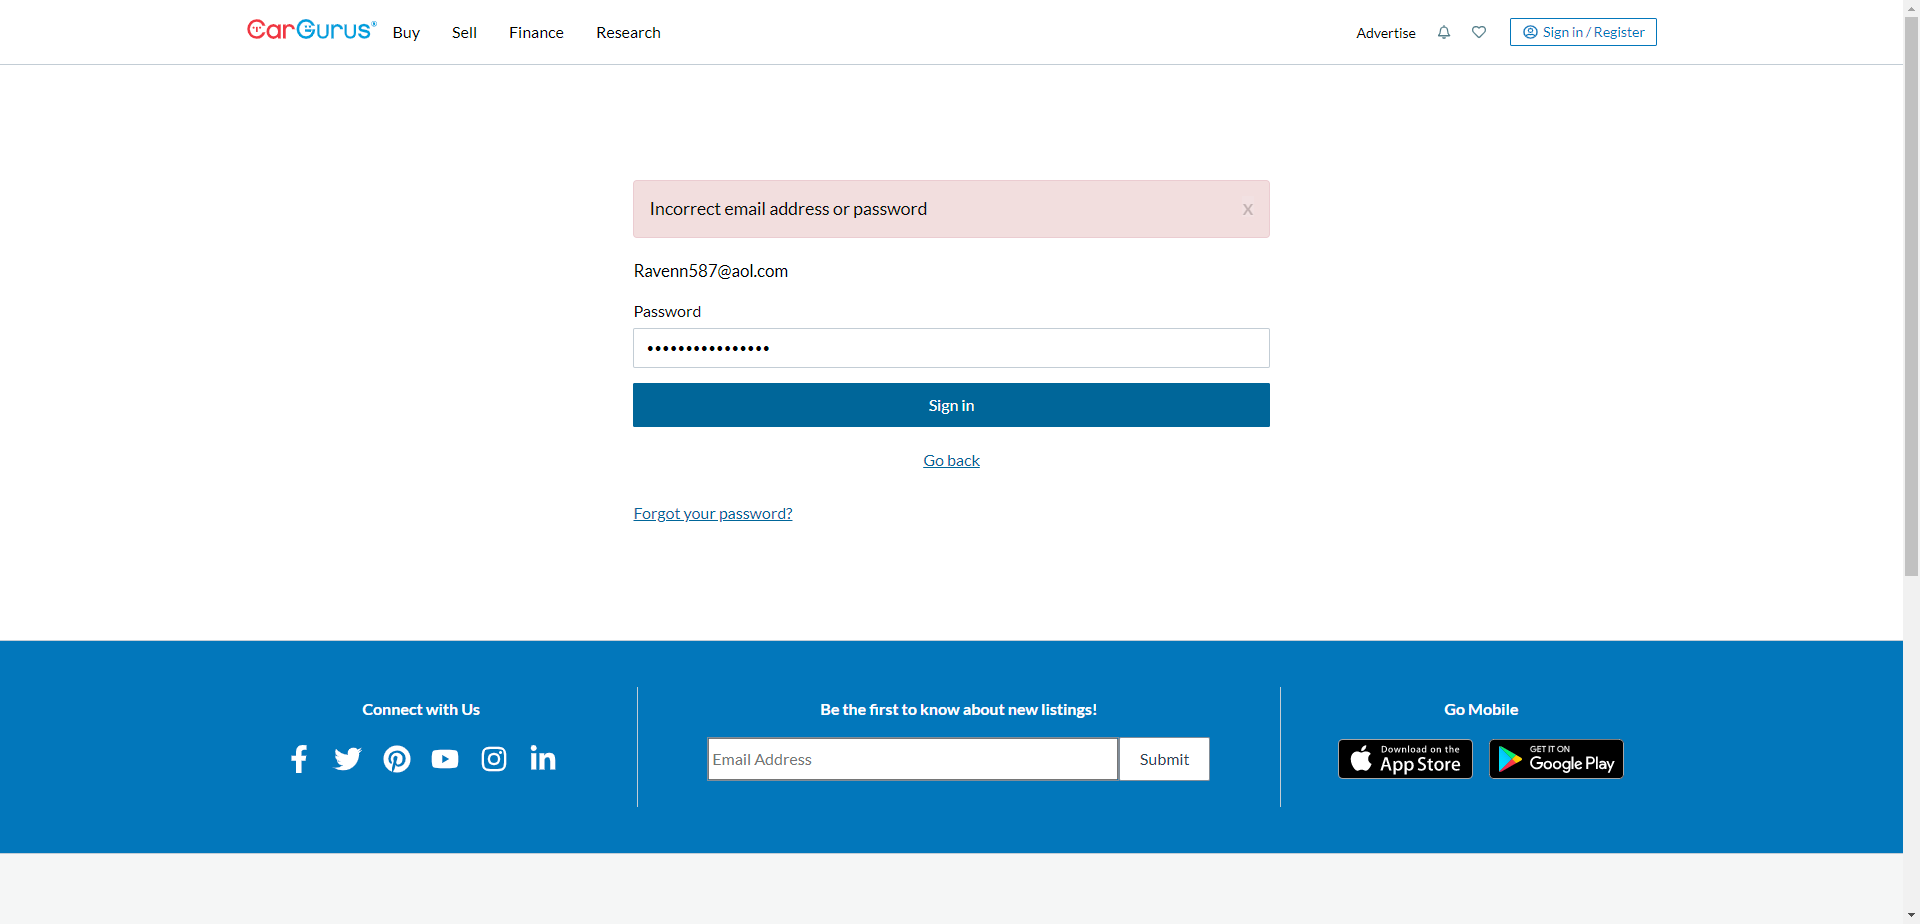 CarGurus®
Buy
Sell
Finance
Research
Advertise
Sign in / Register
Incorrect email address or password
x
Ravenn587@aol.com
Password
••••••••••••••••
Sign in
Go back
Forgot your password?
Connect with Us
Be the first to know about new listings!
Email Address
Submit
Go Mobile
Download on the
App Store
GET IT ON
Google Play